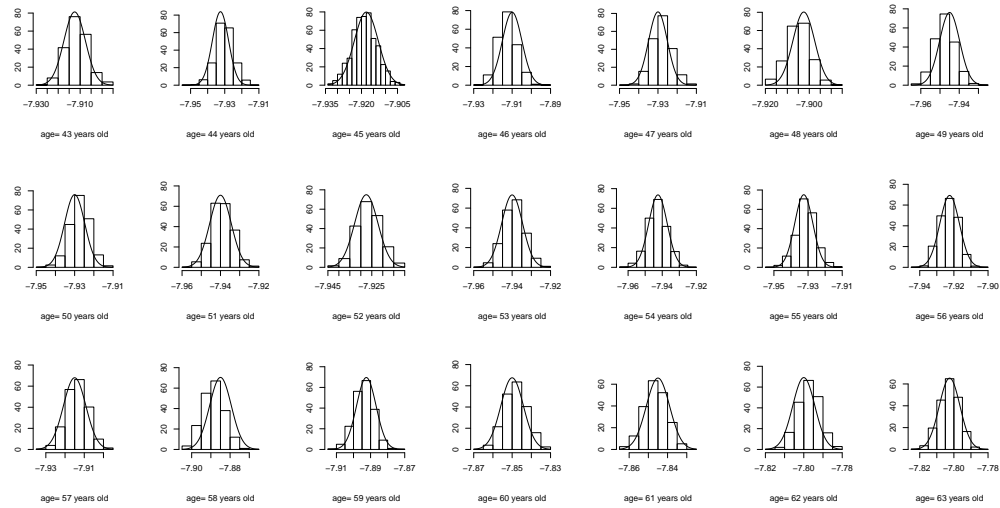 80 80 80 80 80 80 80
60 60 60 60 60 60 60
40 40 40 40 40 40 40
20 20 20 20 20 20 20
0 0 0 0 0 0 0
−7.930 −7.910 −7.95 −7.93 −7.91 −7.935 −7.920 −7.905 −7.93 −7.91 −7.89 −7.95 −7.93 −7.91 −7.920 −7.900 −7.96 −7.94
age= 43 years old age= 44 years old age= 45 years old age= 46 years old age= 47 years old age= 48 years old age= 49 years old
80 80 80 80 80 80 80
60 60 60 60 60 60 60
40 40 40 40 40 40 40
20 20 20 20 20 20 20
0 0 0 0 0 0 0
−7.95 −7.93 −7.91 −7.96 −7.94 −7.92 −7.945 −7.925 −7.96 −7.94 −7.92 −7.96 −7.94 −7.92 −7.95 −7.93 −7.91 −7.94 −7.92 −7.90
age= 50 years old age= 51 years old age= 52 years old age= 53 years old age= 54 years old age= 55 years old age= 56 years old
80 80 80 80 80 80
60 60 60 60 60 60 60
40 40 40 40 40 40 40
20 20 20 20 20 20 20
0 0 0 0 0 0 0
−7.93 −7.91 −7.90 −7.88 −7.91 −7.89 −7.87 −7.87 −7.85 −7.83 −7.86 −7.84 −7.82 −7.80 −7.78 −7.82 −7.80 −7.78
age= 57 years old age= 58 years old age= 59 years old age= 60 years old age= 61 years old age= 62 years old age= 63 years old